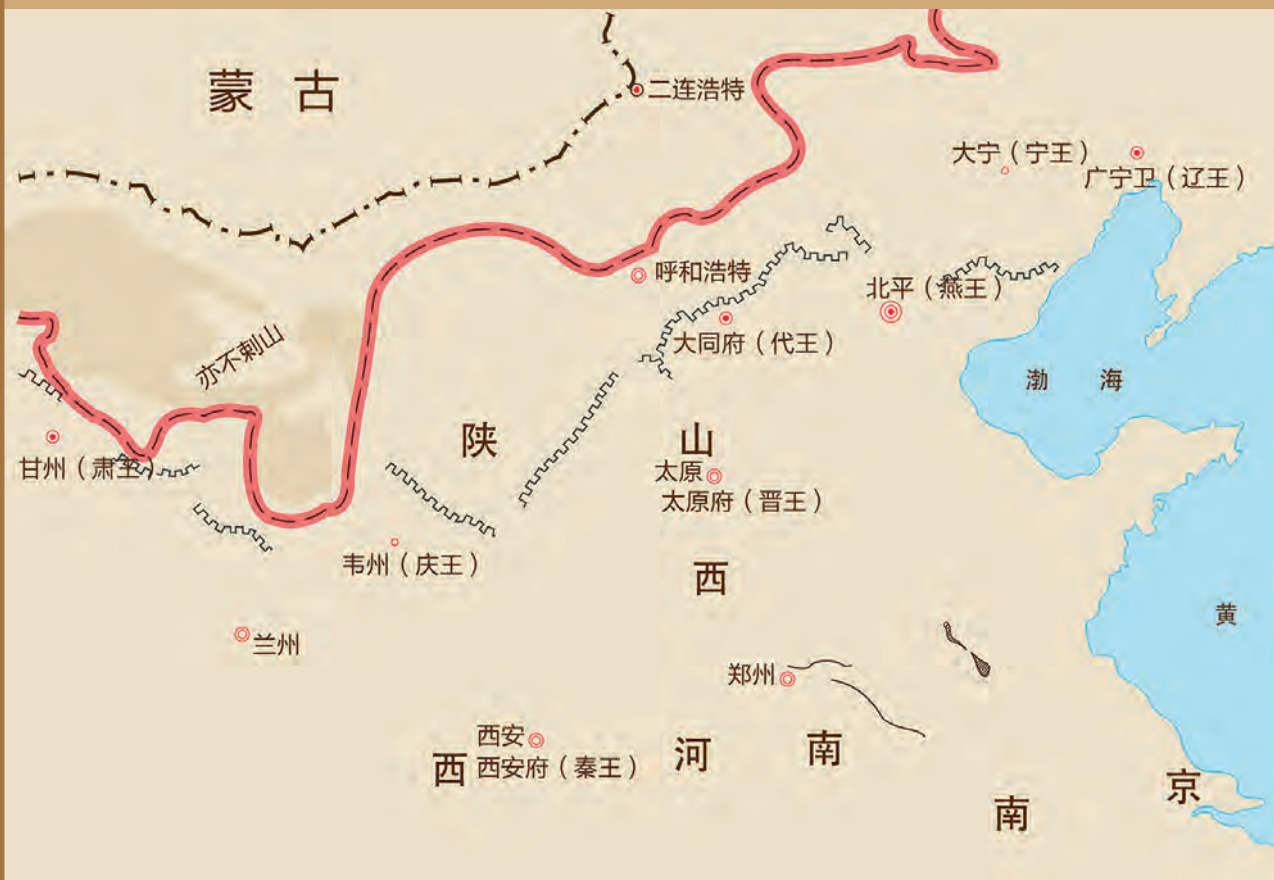 蒙古
二连浩特
大宁（宁王）
广宁卫（辽王）
呼和浩特
北平（燕王）
大同府（代王）
亦不剌山
渤海
陕
山
甘州（肃王）
太原
太原府（晋王）
韦州（庆王）
西
黄
兰州
郑州
西安
西
西安府（秦王）
河南
南京